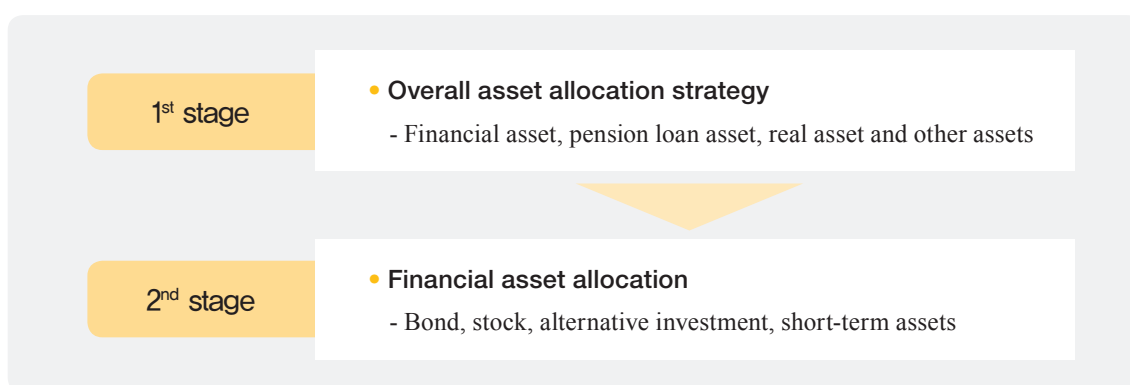 1st stage
• Overall asset allocation strategy
- Financial asset, pension loan asset, real asset and other assets
2nd stage
• Financial asset allocation
- Bond, stock, alternative investment, short-term assets